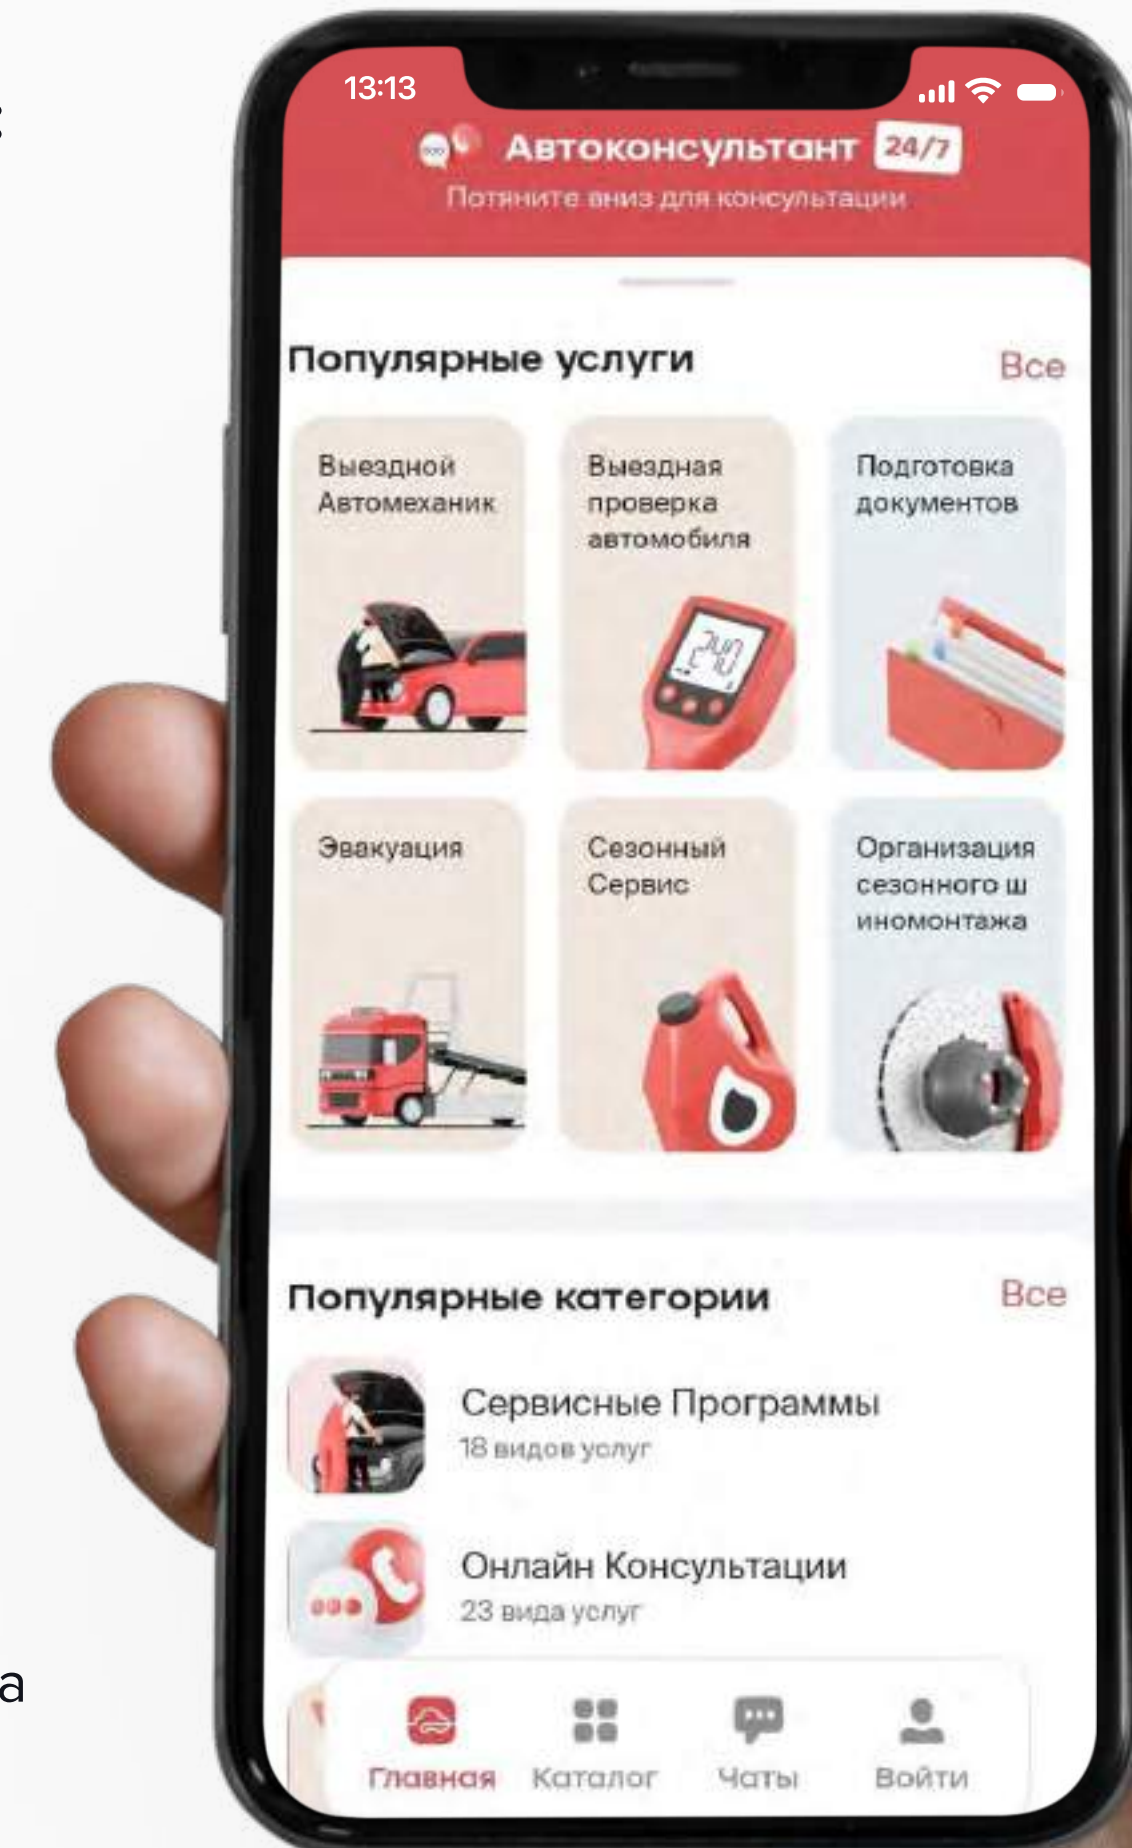 :
13:13
Автоконсультант 24/7
Потяните вниз для консультации
Популярные услуги
Все
Выездной
Автомеханик
Выездная
проверка
автомобиля
Подготовка
документов
Эвакуация
Сезонный
Сервис
Организация
сезонного ш
иномонтажа
Популярные категории
Все
Сервисные Программы
18 видов услуг
Онлайн Консультации
23 вида услуг
а
Главная
Каталог
Чаты
Войти